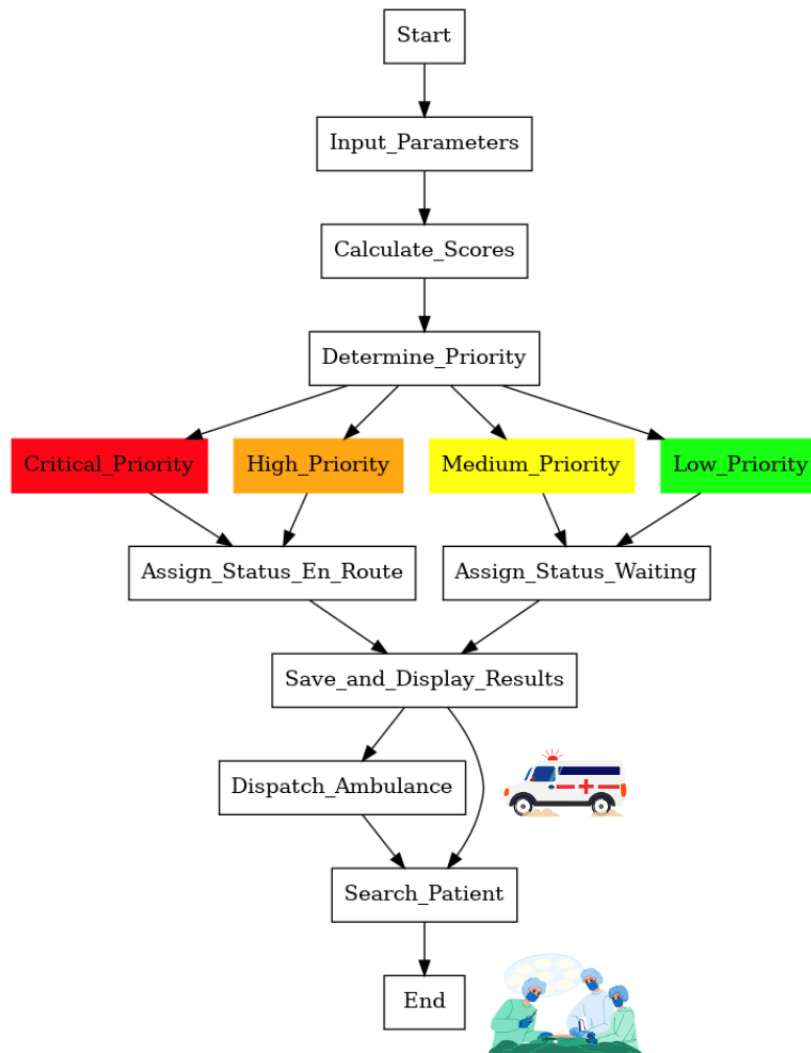 Start
Input_Parameters
Calculate_Scores
Determine_Priority
Critical_Priority
High_Priority
Medium_Priority
Low_Priority
Assign_Status_En_Route
Assign_Status_Waiting
Save_and_Display_Results
Dispatch_Ambulance
Search_Patient
End